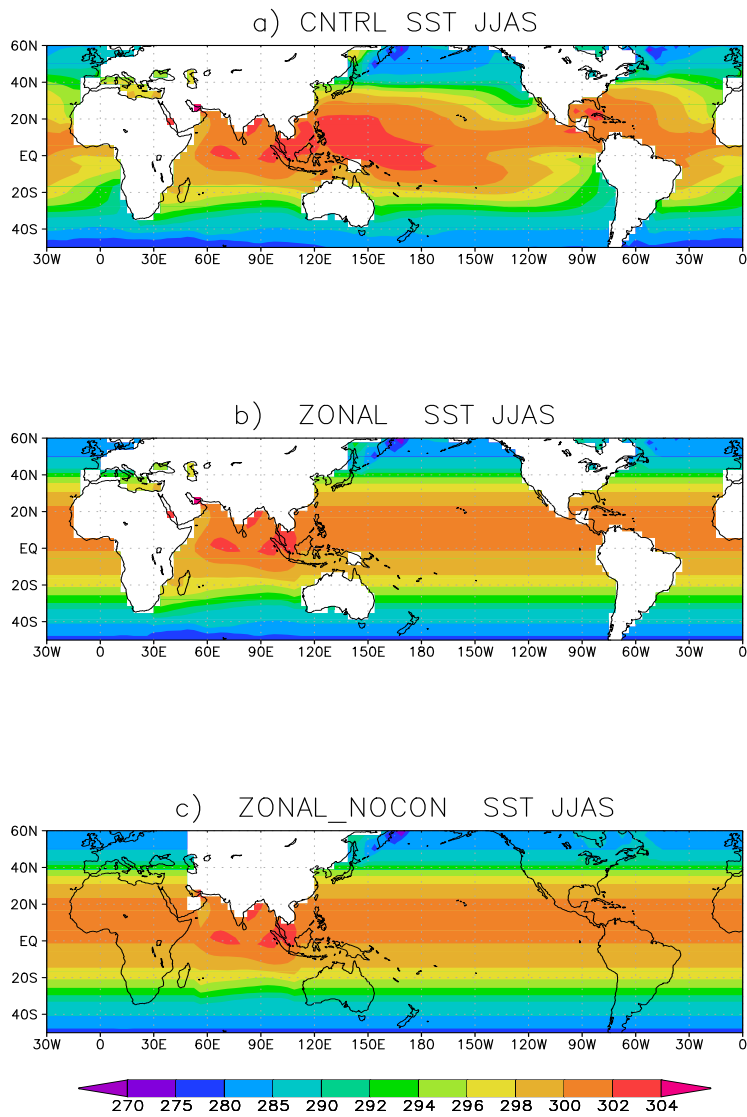 a) CNTRL SST JJAS
60N
40N
20N
EQ
20S
40S
30W 0 30E 60E 90E 120E 150E 180 150W 120W 90W 60W 30W 0
b) ZONAL SST JJAS
60N
40N
20N
EQ
20S
40S
30W 0 30E 60E 90E 120E 150E 180 150W 120W 90W 60W 30W 0
c) ZONAL_NOCON SST JJAS
60N
40N
20N
EQ
20S
40S
30W 0 30E 60E 90E 120E 150E 180 150W 120W 90W 60W 30W 0
270 275 280 285 290 292 294 296 298 300 302 304